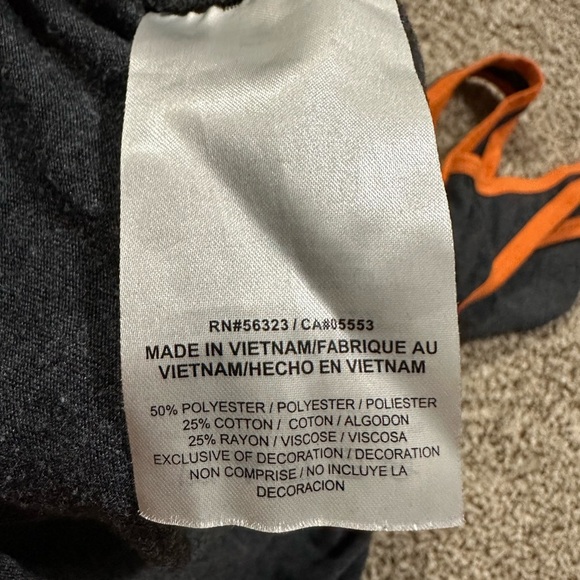 RN#56323 / CA#05553
MADE IN VIETNAM/FABRIQUE AU
VIETNAM/HECHO EN VIETNAM
50% POLYESTER / POLYESTER / POLIESTER
25% COTTON / COTON / ALGODON
25% RAYON / VISCOSE / VISCOSA
EXCLUSIVE OF DECORATION / DECORATION
NON COMPRISE / NO INCLUYE LA
DECORACION